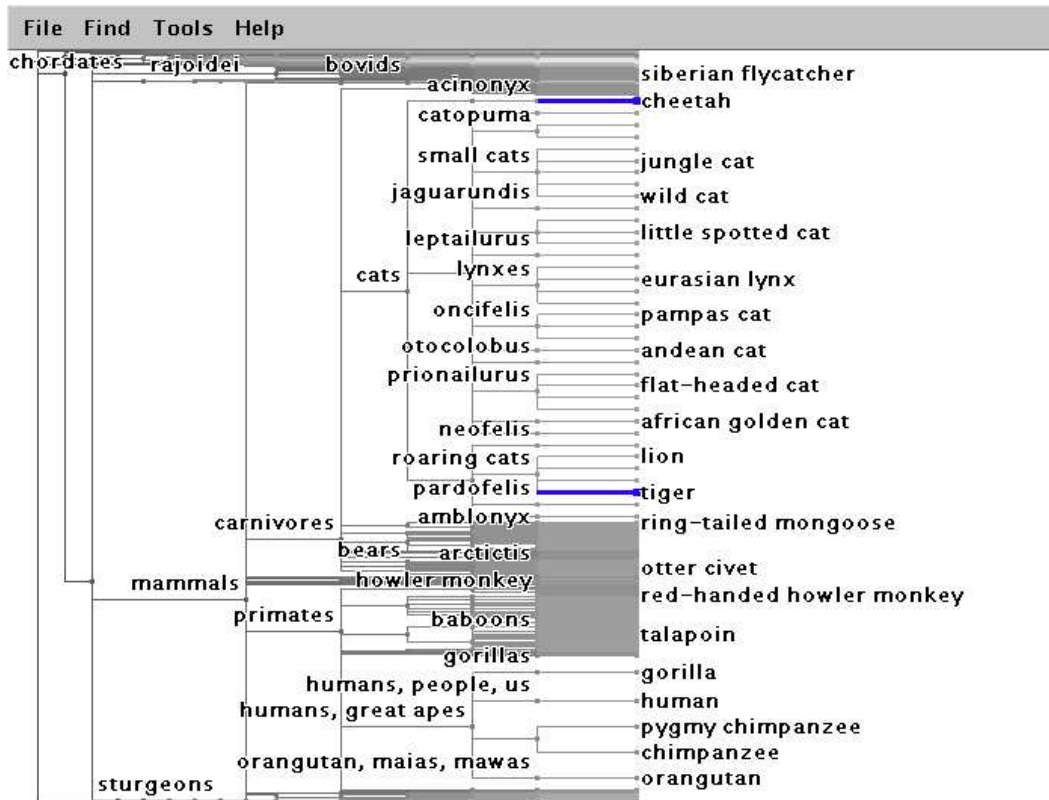 File Find Tools Help
chordates rajoidei bovids
siberian flycatcher
acinonyx
cheetah
catopuma
small cats
jungle cat
jaguarundis
wild cat
little spotted cat
leptailurus
lynxes
cats
eurasian lynx
oncifelis
pampas cat
otocolobus
andean cat
prionailurus
flat-headed cat
african golden cat
neofelis
roaring cats
lion
pardofelis
tiger
amblonyx
carnivores
ring-tailed mongoose
bears
arctictis
otter civet
mammals
howler monkey
red-handed howler monkey
primates
baboons
talapoin
gorillas
gorilla
humans, people, us
human
humans, great apes
pygmy chimpanzee
chimpanzee
orangutan, maias, mawas
orangutan
sturgeons